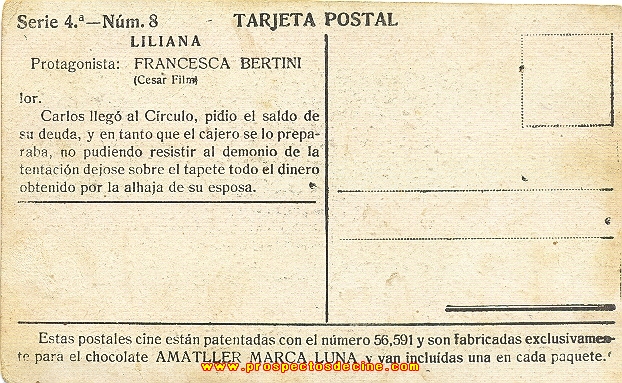 Serie 4.ª—Núm. 8 - TARJETA POSTAL
LILIANA
Protagonista: FRANCESCA BERTINI
(Cesar Film)
lor.
Carlos llegó al Círculo, pidio el saldo de
su deuda, y en tanto que el cajero se lo prepa-
raba, no pudiendo resistir al demonio de la
tentación dejose sobre el tapete todo el dinero
obtenido por la alhaja de su esposa.
Estas postales cine están patentadas con el número 56,591 y son fabricadas exclusivamen-
te para el chocolate AMATLLER MARCA LUNA y van incluídas una en cada paquete.
www.prospectosdecine.com